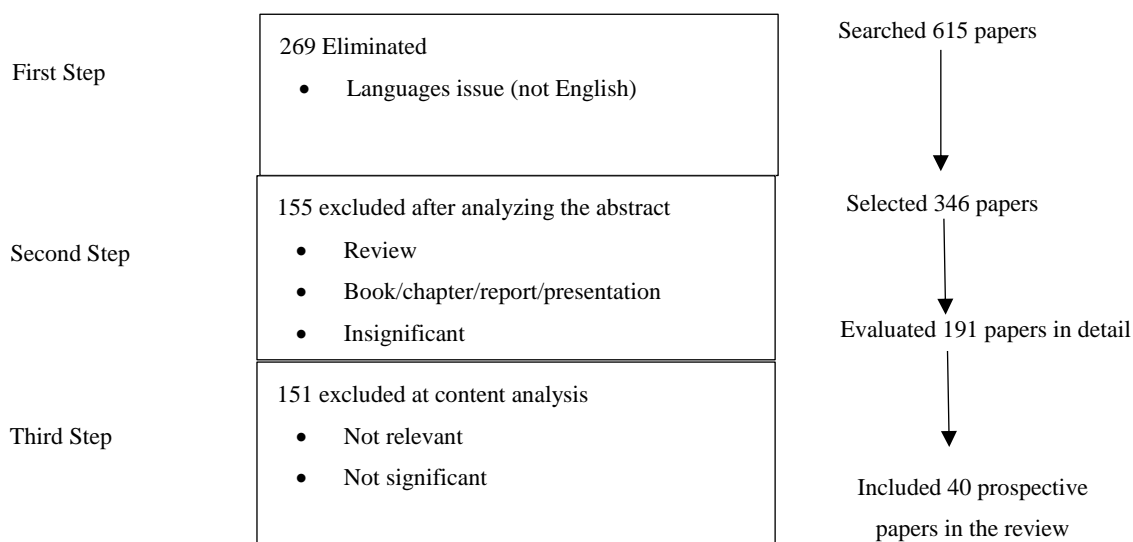 First Step
269 Eliminated
• Languages issue (not English)
Searched 615 papers
Second Step
155 excluded after analyzing the abstract
• Review
• Book/chapter/report/presentation
• Insignificant
Selected 346 papers
Evaluated 191 papers in detail
Third Step
151 excluded at content analysis
• Not relevant
• Not significant
Included 40 prospective
papers in the review